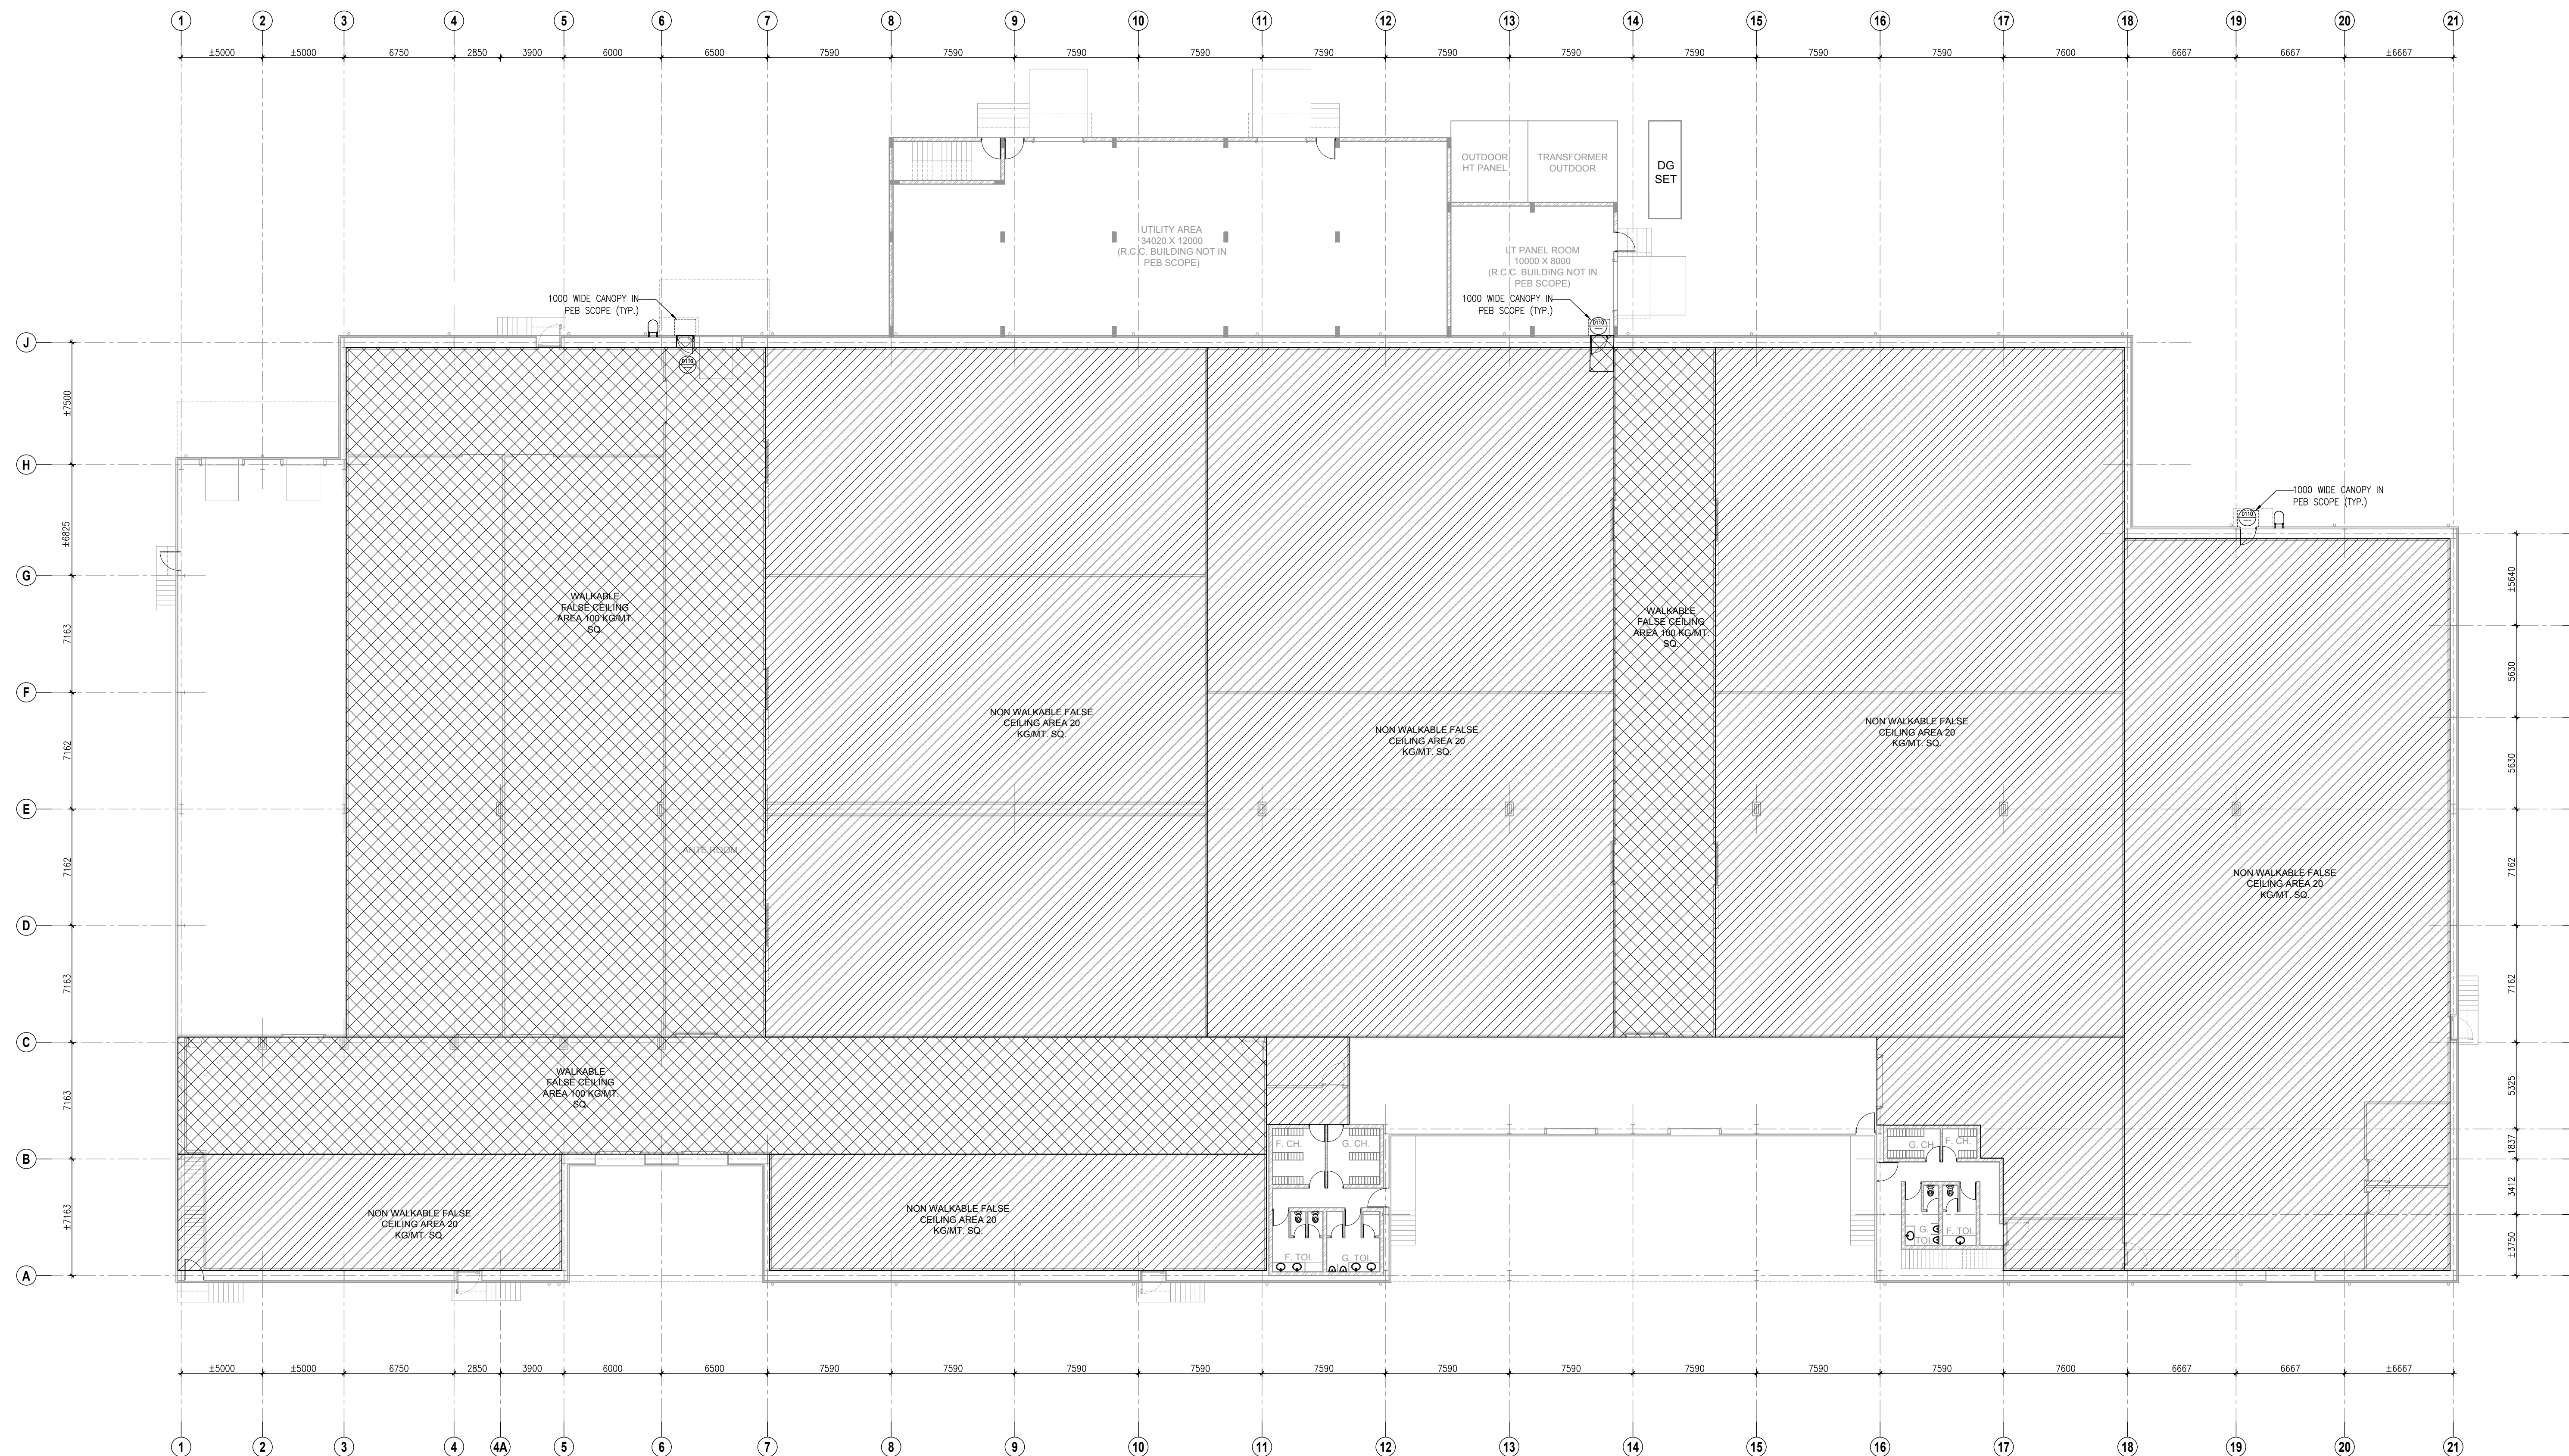 1
2
3
4
5
6
7
8
9
10
11
12
13
14
15
16
17
18
19
20
21
±5000
±5000
6750
2850
3900
6000
6500
7590
7590
7590
7590
7590
7590
7590
7590
7590
7590
7600
6667
6667
±6667
OUTDOOR
HT PANEL
TRANSFORMER
OUTDOOR
DG
SET
UTILITY AREA
34020 X 12000
(R.C.C. BUILDING NOT IN
PEB SCOPE)
LT PANEL ROOM
10000 X 8000
(R.C.C. BUILDING NOT IN
PEB SCOPE)
1000 WIDE CANOPY IN
PEB SCOPE (TYP.)
1000 WIDE CANOPY IN
PEB SCOPE (TYP.)
D110
D110
1000 WIDE CANOPY IN
PEB SCOPE (TYP.)
D110
J
H
G
F
E
D
C
B
A
±7500
±6825
7163
7162
7162
7163
7163
±7163
±5640
5630
5630
7162
7162
5325
1837
3412
±3750
WALKABLE
FALSE CEILING
AREA 100 KG/MT.
SQ.
WALKABLE
FALSE CEILING
AREA 100 KG/MT.
SQ.
NON WALKABLE FALSE
CEILING AREA 20
KG/MT. SQ.
NON WALKABLE FALSE
CEILING AREA 20
KG/MT. SQ.
NON WALKABLE FALSE
CEILING AREA 20
KG/MT. SQ.
ANTE ROOM
NON WALKABLE FALSE
CEILING AREA 20
KG/MT. SQ.
WALKABLE
FALSE CEILING
AREA 100 KG/MT.
SQ.
F. CH.
G. CH.
G. CH.
F. CH.
NON WALKABLE FALSE
CEILING AREA 20
KG/MT. SQ.
NON WALKABLE FALSE
CEILING AREA 20
KG/MT. SQ.
F. TOI.
G. TOI.
G.
TOI.
F. TOI.
±5000
±5000
6750
2850
3900
6000
6500
7590
7590
7590
7590
7590
7590
7590
7590
7590
7590
7600
6667
6667
±6667
1
2
3
4
4A
5
6
7
8
9
10
11
12
13
14
15
16
17
18
19
20
21